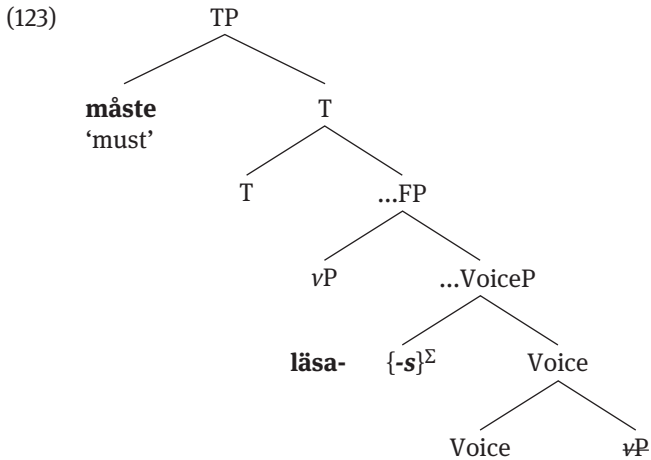 (123) TP
måste T
‘must’
T ...FP
vP ...VoiceP
läsa- {-s}Σ Voice
Voice vP